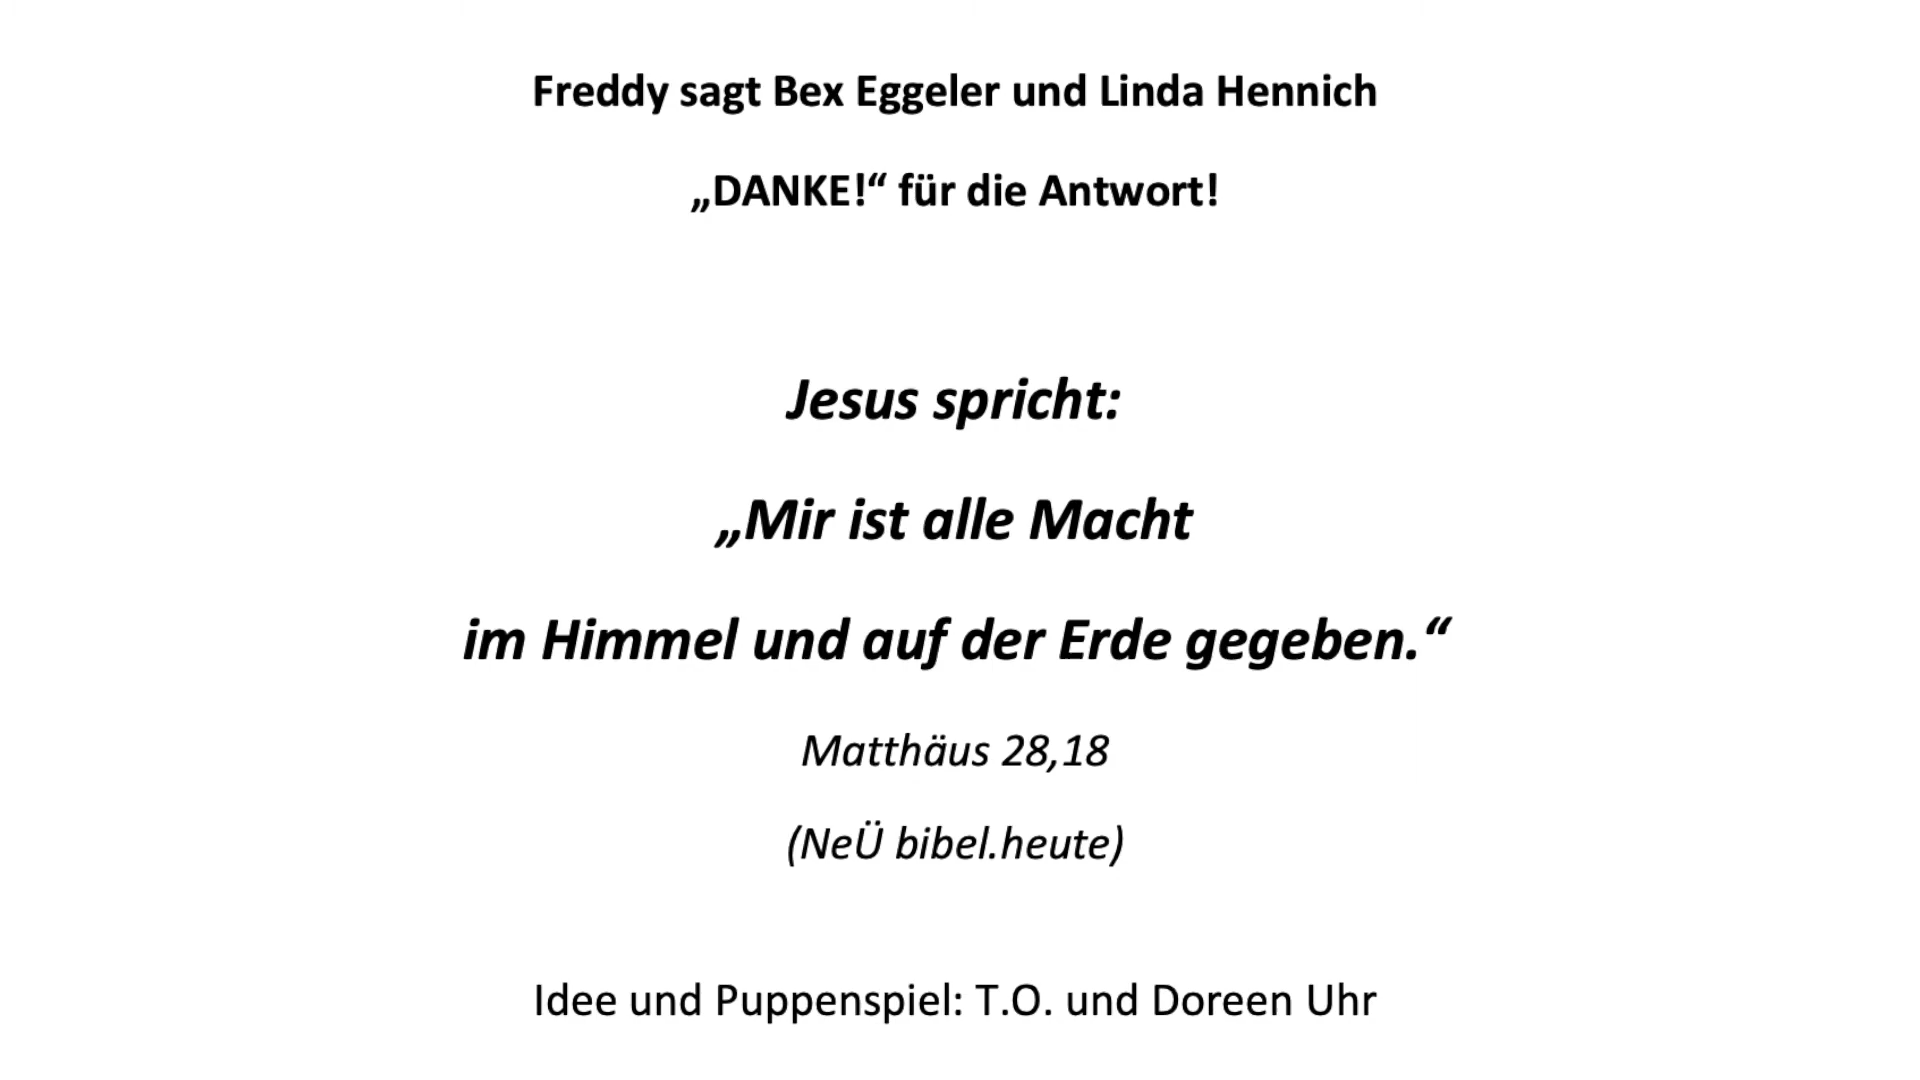 Freddy sagt Bex Eggeler und Linda Hennich
„DANKE!“ für die Antwort!
Jesus spricht:
„Mir ist alle Macht
im Himmel und auf der Erde gegeben.“
Matthäus 28,18
(NeÜ bibel.heute)
Idee und Puppenspiel: T.O. und Doreen Uhr